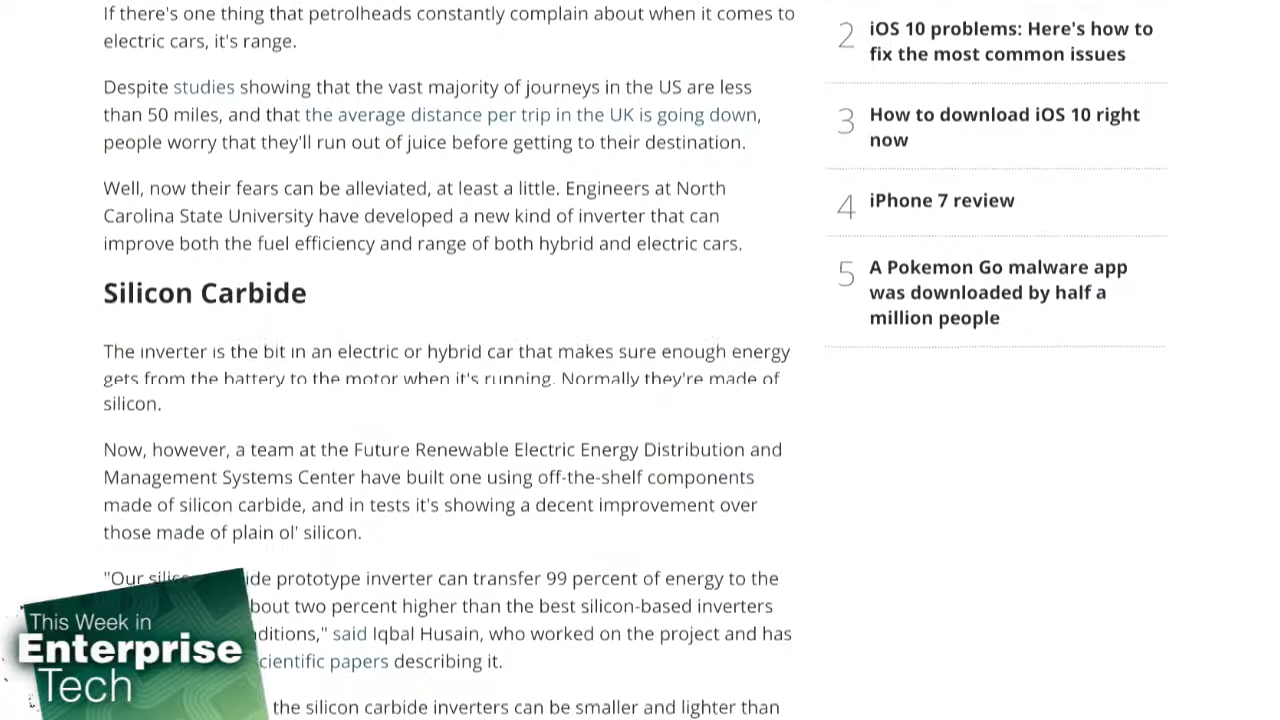 If there's one thing that petrolheads constantly complain about when it comes to
electric cars, it's range.
Despite studies showing that the vast majority of journeys in the US are less
than 50 miles, and that the average distance per trip in the UK is going down,
people worry that they'll run out of juice before getting to their destination.
Well, now their fears can be alleviated, at least a little. Engineers at North
Carolina State University have developed a new kind of inverter that can
improve both the fuel efficiency and range of both hybrid and electric cars.
Silicon Carbide
The inverter is the bit in an electric or hybrid car that makes sure enough energy
gets from the battery to the motor when it's running. Normally they're made of
silicon.
Now, however, a team at the Future Renewable Electric Energy Distribution and
Management Systems Center have built one using off-the-shelf components
made of silicon carbide, and in tests it's showing a decent improvement over
those made of plain ol' silicon.
"Our prototype inverter can transfer 99 percent of energy to the
two percent higher than the best silicon-based inverters
said Iqbal Husain, who worked on the project and has
papers describing it.
the silicon carbide inverters can be smaller and lighter than
2 iOS 10 problems: Here's how to
fix the most common issues
3 How to download iOS 10 right
now
4 iPhone 7 review
5 A Pokemon Go malware app
was downloaded by half a
million people
This Week in
Enterprise
Tech